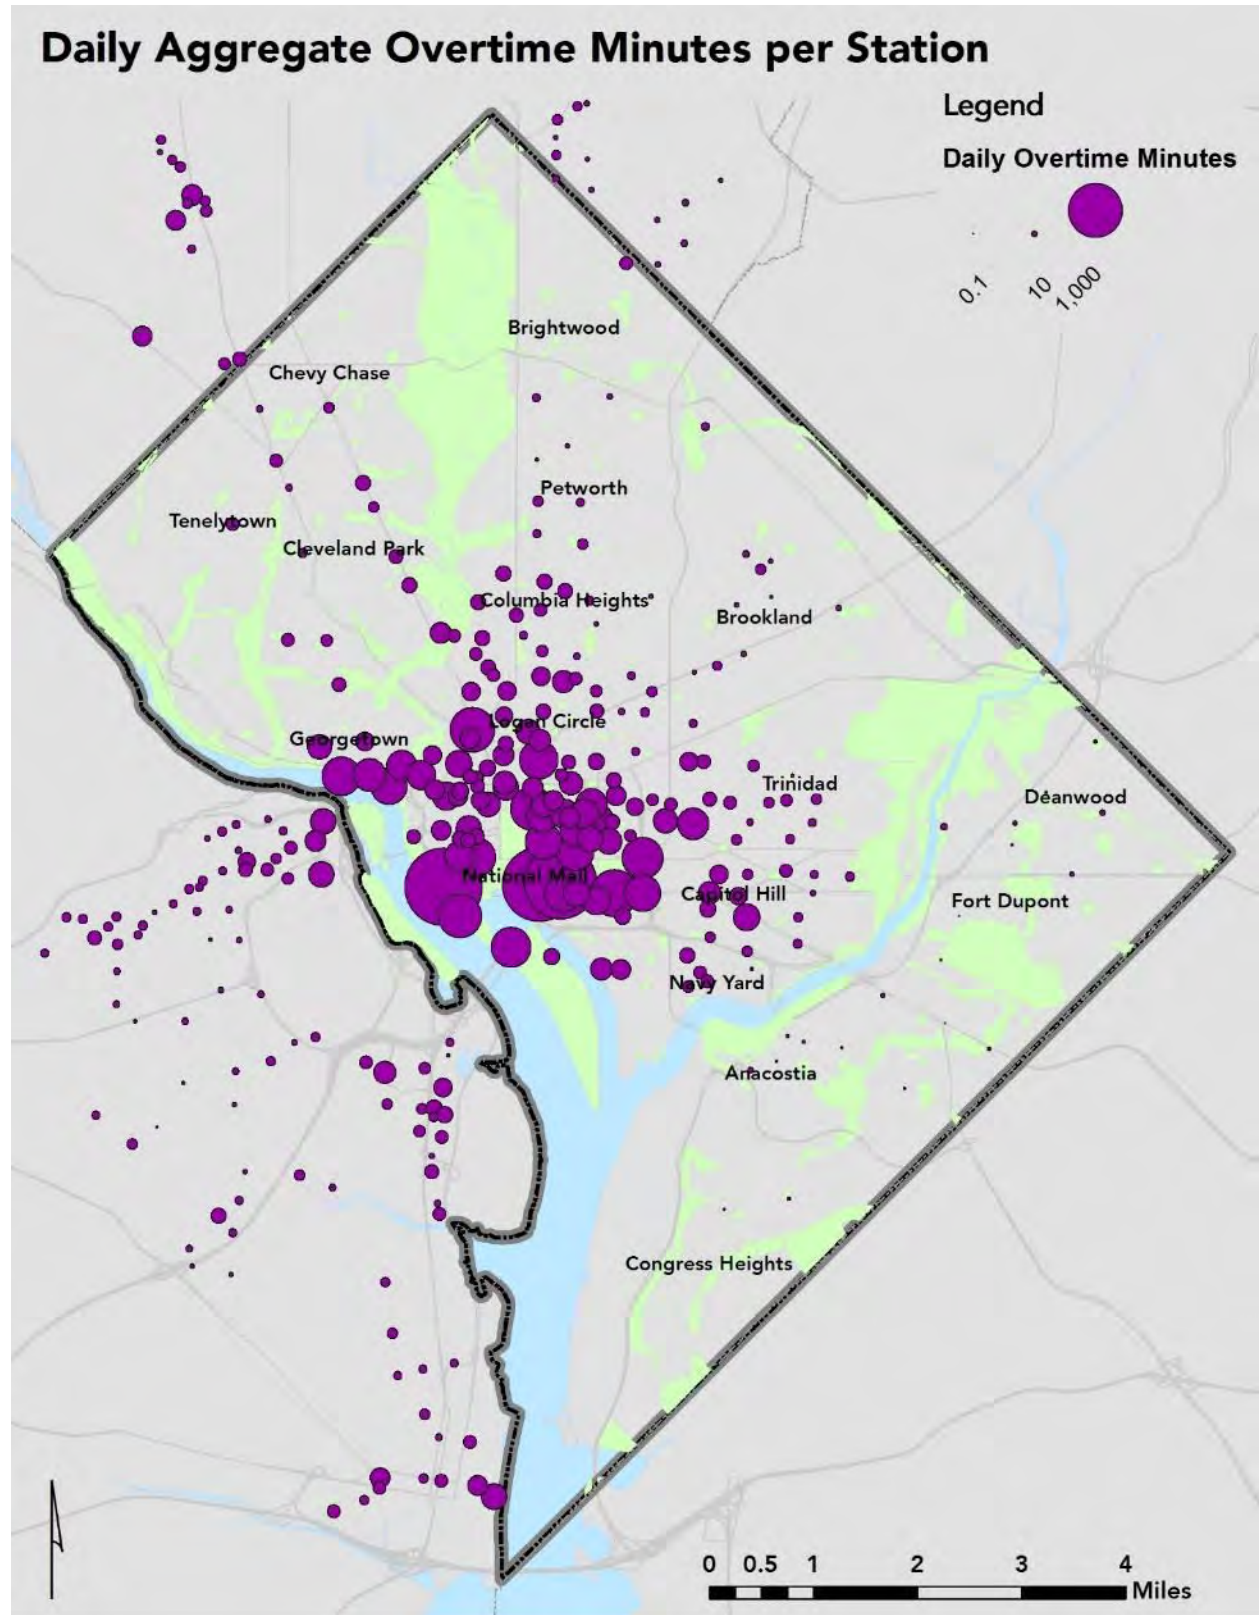 Daily Aggregate Overtime Minutes per Station
Legend
Daily Overtime Minutes
0.1
10
1,000
Brightwood
Chevy Chase
Petworth
Tenelytown
Cleveland Park
Columbia Heights
Brookland
Logan Circle
Georgetown
Trinidad
Deanwood
National Mall
Capitol Hill
Fort Dupont
Navy Yard
Anacostia
Congress Heights
0 0.5 1 2 3 4
Miles